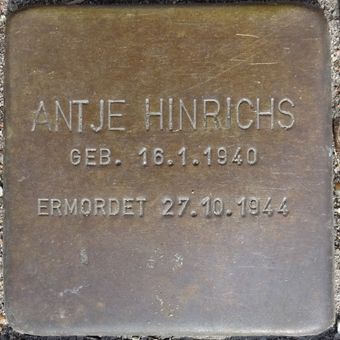 ANTJE HINRICHS
GEB. 16.1.1940
ERMORDET 27.10.1944